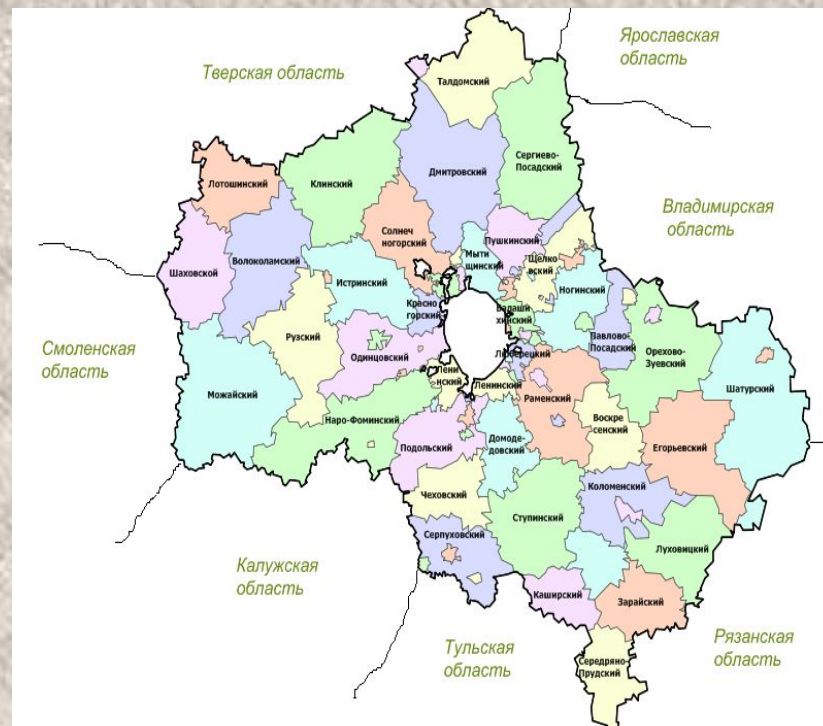 Ярославская
область
Тверская область
Талдомский
Сергиево-
Посадский
Дмитровский
Клинский
Лотошинский
Владимирская
область
Солнеч
ногорский
Пушкинский
Мыти
щинский
Щелко
вский
Шаховской
Волоколамский
Истринский
Ногинский
Красно
горский
Балаши
хинский
Рузский
Павлово-
Посадский
Орехово-
Зуевский
Смоленская
область
Одинцовский
Люберецкий
Шатурский
Лени
нский
Ленинский
Можайский
Раменский
Наро-Фоминский
Воскре
сенский
Подольский
Домоде-
довский
Егорьевский
Чеховский
Коломенский
Ступинский
Серпуховский
Луховицкий
Калужская
область
Каширский
Зарайский
Тульская
область
Рязанская
область
Середряно-
Прудский